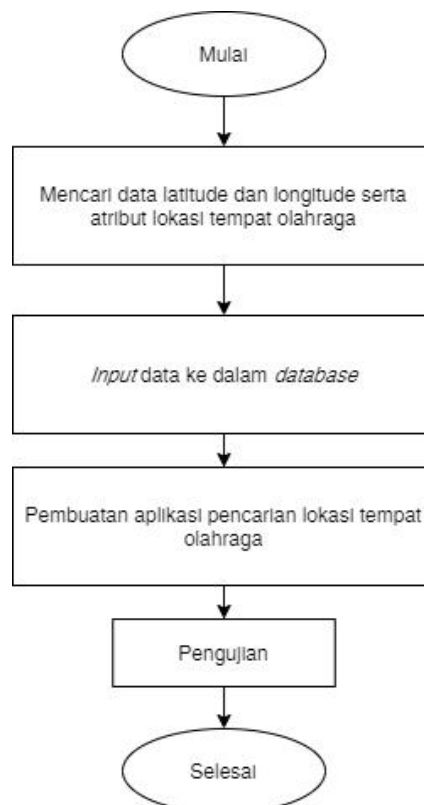 Mulai
Mencari data latitude dan longitude serta
atribut lokasi tempat olahraga
Input data ke dalam database
Pembuatan aplikasi pencarian lokasi tempat
olahraga
Pengujian
Selesai